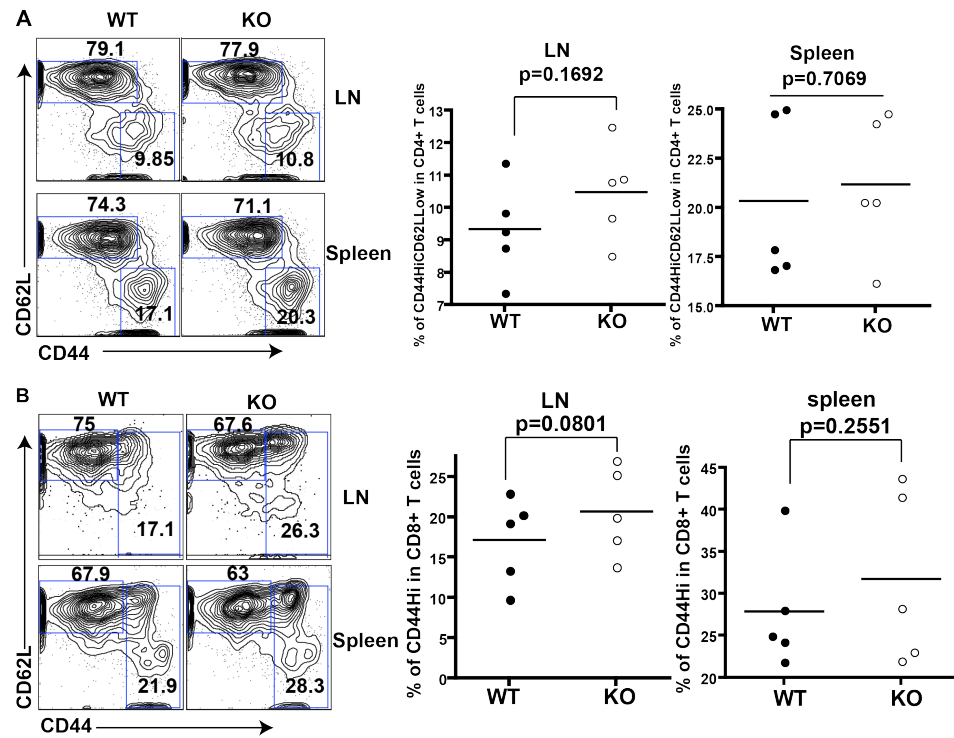 A
WT
KO
79.1
77.9
LN
9.85
10.8
74.3
71.1
Spleen
17.1
20.3
CD62L
CD44
LN
p=0.1692
% of CD44HiCD62LLow in CD4+ T cells
13
12
11
10
9
8
7
WT
KO
Spleen
p=0.7069
% of CD44HiCD62LLow in CD4+ T cells
25.0
22.5
20.0
17.5
15.0
WT
KO
B
WT
KO
75
67.6
LN
17.1
26.3
67.9
63
Spleen
21.9
28.3
CD62L
CD44
LN
p=0.0801
% of CD44Hi in CD8+ T cells
25
20
15
10
5
0
WT
KO
spleen
p=0.2551
% of CD44Hi in CD8+ T cells
45
40
35
30
25
20
WT
KO